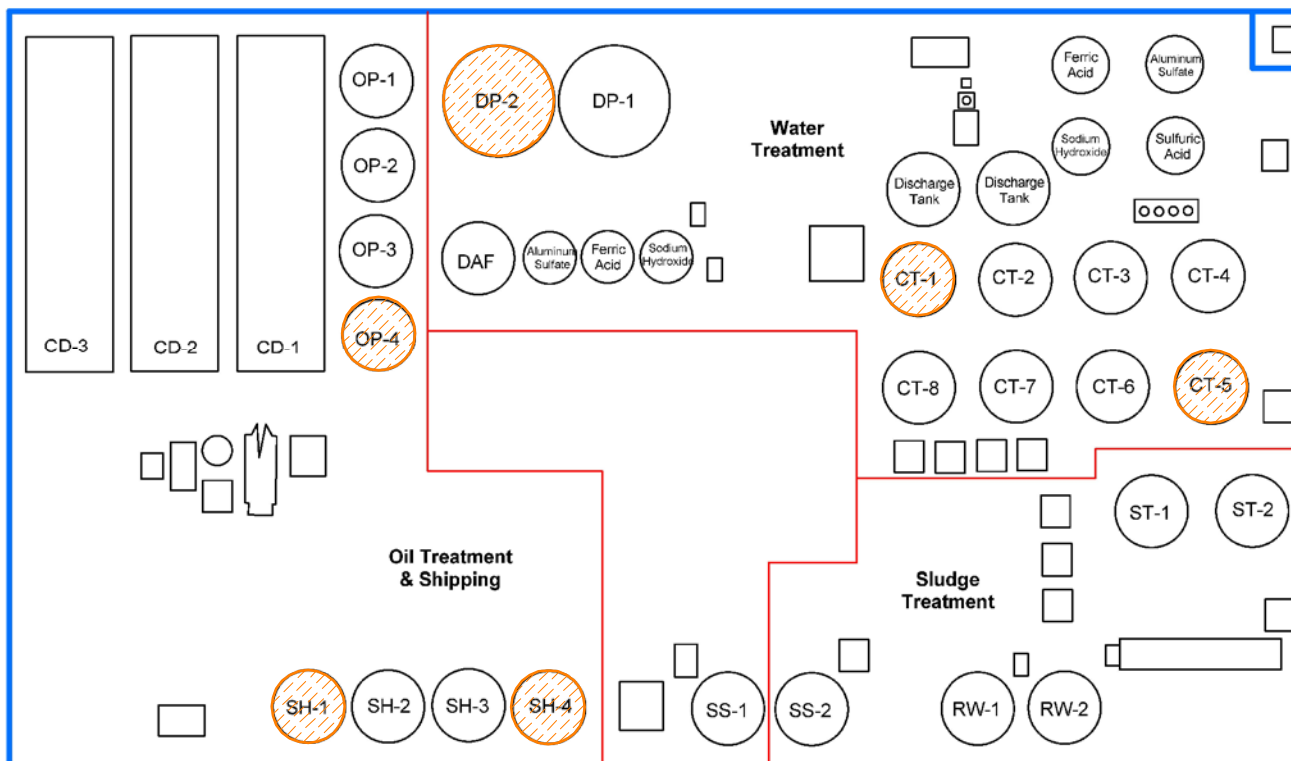 OP-1
OP-2
OP-3
OP-4
CD-3
CD-2
CD-1
DP-2
DP-1
Water
Treatment
Ferric
Acid
Aluminum
Sulfate
Sodium
Hydroxide
Sulfuric
Acid
Discharge
Tank
Discharge
Tank
DAF
Aluminum
Sulfate
Ferric
Acid
Sodium
Hydroxide
CT-1
CT-2
CT-3
CT-4
CT-8
CT-7
CT-6
CT-5
ST-1
ST-2
Oil Treatment
& Shipping
Sludge
Treatment
SH-1
SH-2
SH-3
SH-4
SS-1
SS-2
RW-1
RW-2